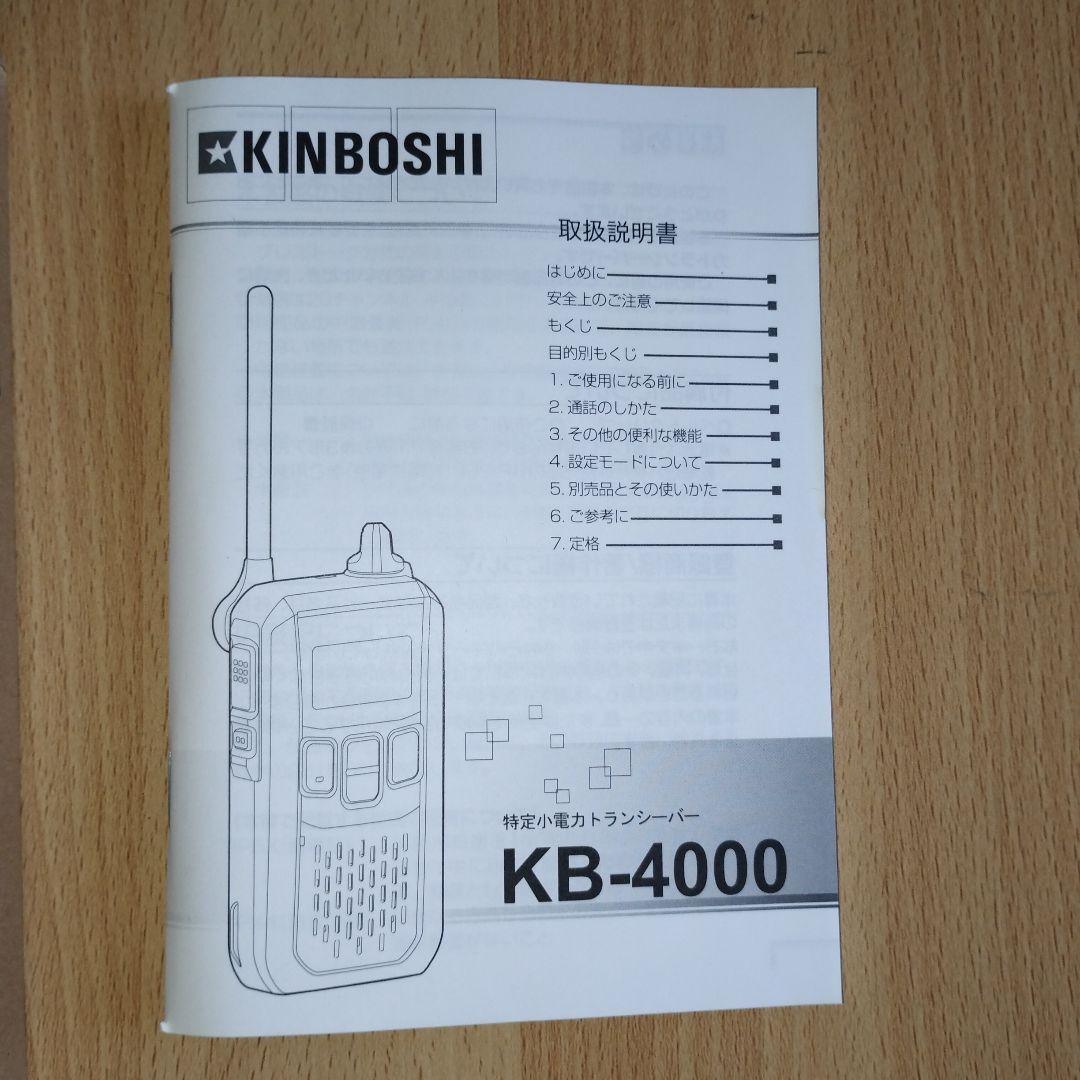 KINBOSHI
取扱説明書
はじめに
安全上のご注意
もくじ
目的別もくじ
1. ご使用になる前に
2. 通話のしかた
3. その他の便利な機能
4. 設定モードについて
5. 別売品とその使いかた
6. ご参考に
7. 定格
特定小電力トランシーバー
KB-4000